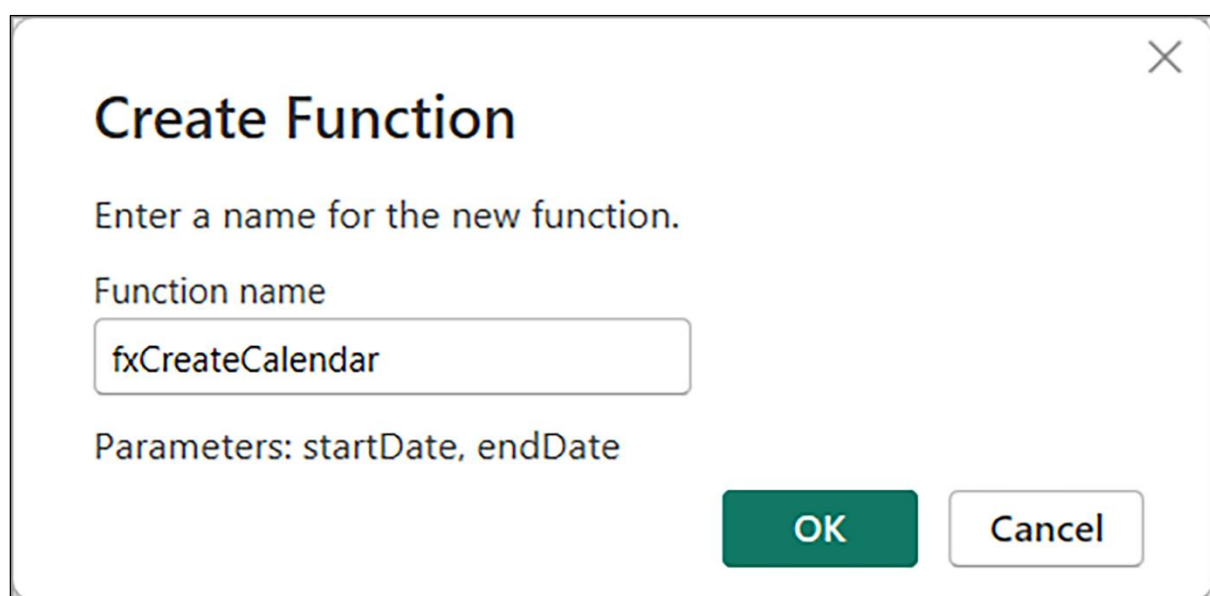 Create Function
Enter a name for the new function.
Function name
fxCreateCalendar
Parameters: startDate, endDate
OK
Cancel